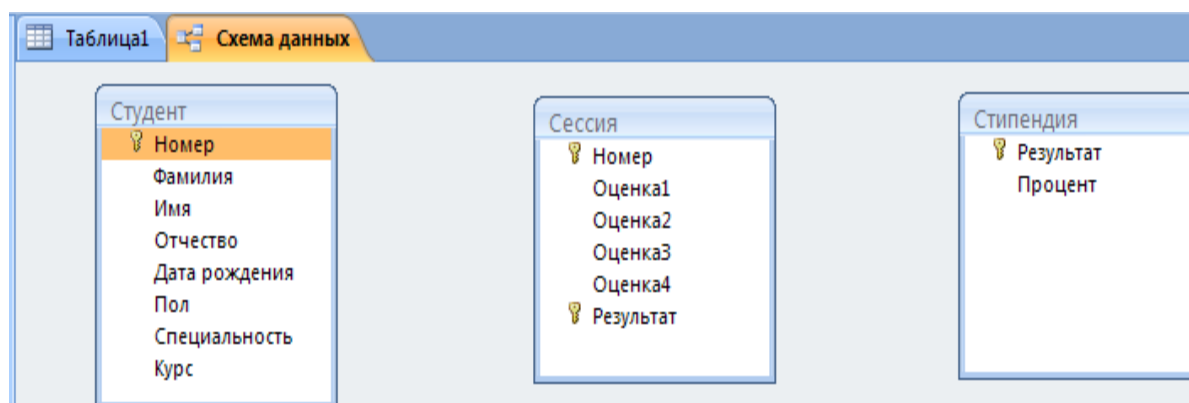 Таблица1 Схема данных
Студент
Номер
Фамилия
Имя
Отчество
Дата рождения
Пол
Специальность
Курс
Сессия
Номер
Оценка1
Оценка2
Оценка3
Оценка4
Результат
Стипендия
Результат
Процент